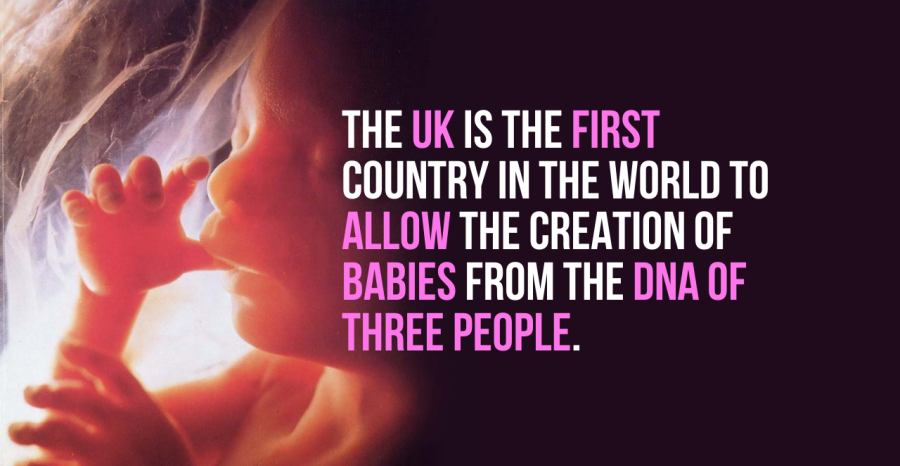 THE UK IS THE FIRST
COUNTRY IN THE WORLD TO
ALLOW THE CREATION OF
BABIES FROM THE DNA OF
THREE PEOPLE.